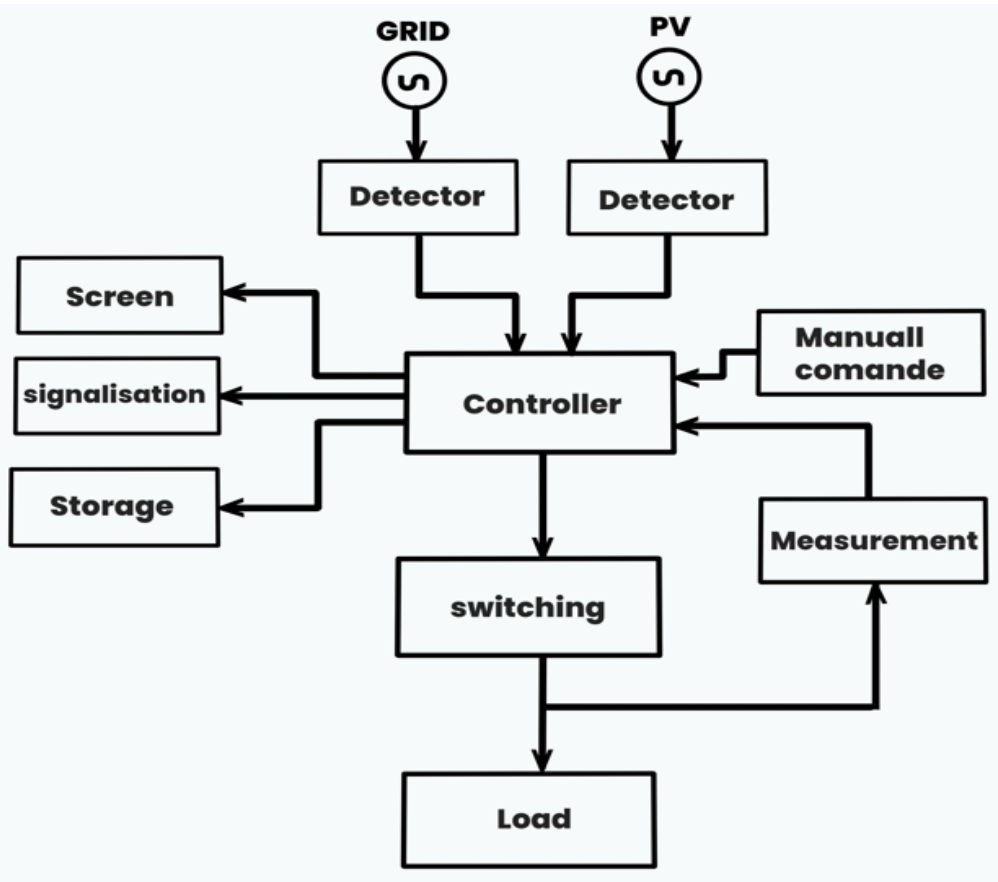 GRID
PV
Detector
Detector
Screen
Manuall
comande
signalisation
Controller
Storage
Measurement
switching
Load